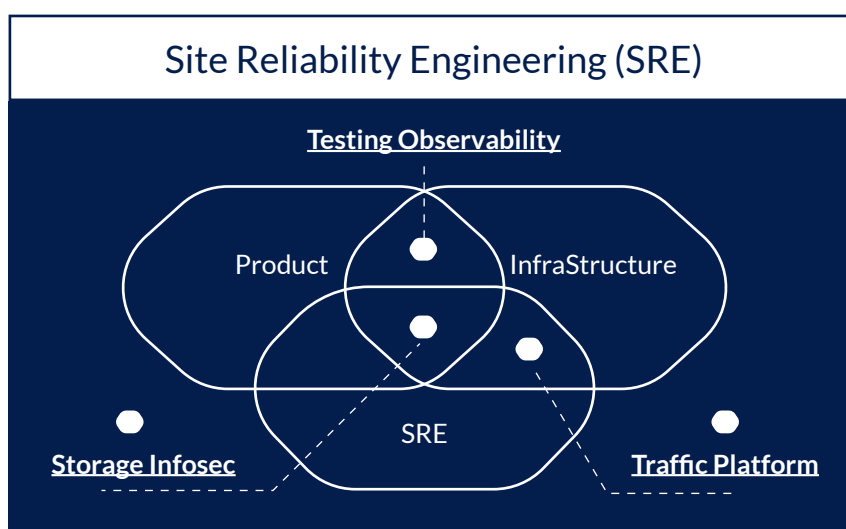 Site Reliability Engineering (SRE)
Testing Observability
Product
InfraStructure
SRE
Storage Infosec
Traffic Platform